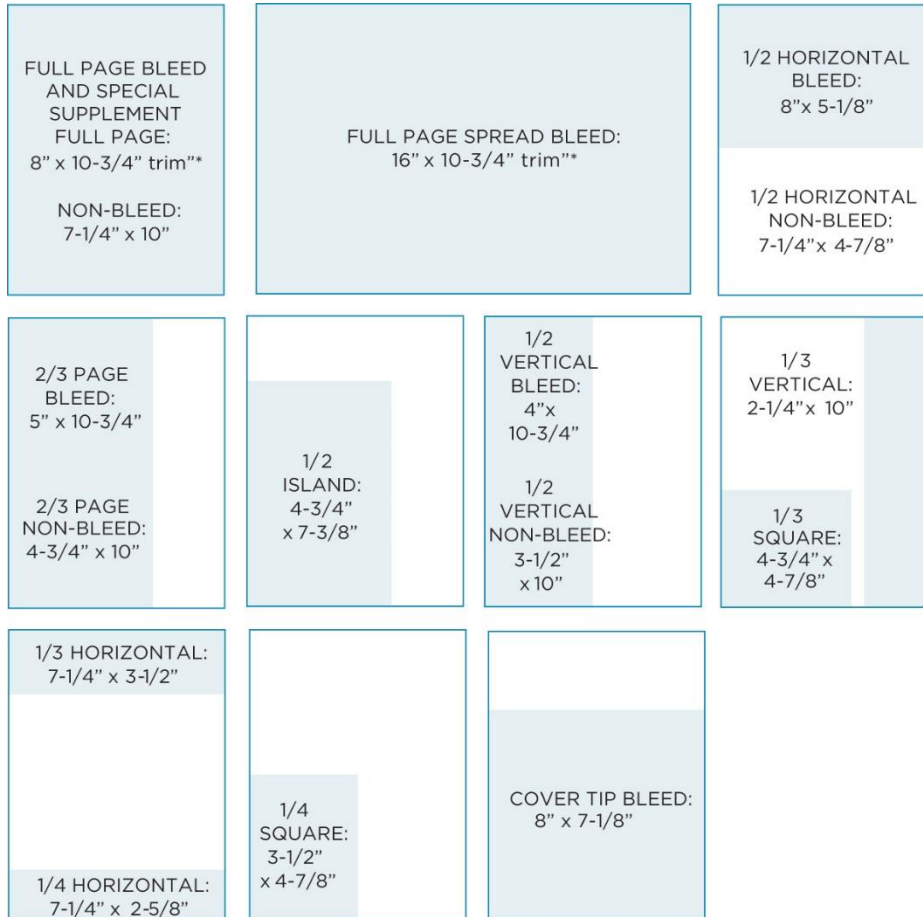 FULL PAGE BLEED
AND SPECIAL
SUPPLEMENT
FULL PAGE:
8” x 10-3/4” trim”*
NON-BLEED:
7-1/4” x 10”
FULL PAGE SPREAD BLEED:
16” x 10-3/4” trim”*
1/2 HORIZONTAL
BLEED:
8”x 5-1/8”
1/2 HORIZONTAL
NON-BLEED:
7-1/4”x 4-7/8”
2/3 PAGE
BLEED:
5” x 10-3/4”
2/3 PAGE
NON-BLEED:
4-3/4” x 10”
1/2
ISLAND:
4-3/4”
x 7-3/8”
1/2
VERTICAL
BLEED:
4”x
10-3/4”
1/2
VERTICAL
NON-BLEED:
3-1/2”
x 10”
1/3
VERTICAL:
2-1/4”x 10”
1/3
SQUARE:
4-3/4” x
4-7/8”
1/3 HORIZONTAL:
7-1/4” x 3-1/2”
1/4 HORIZONTAL:
7-1/4” x 2-5/8”
1/4
SQUARE:
3-1/2”
x 4-7/8”
COVER TIP BLEED:
8” x 7-1/8”